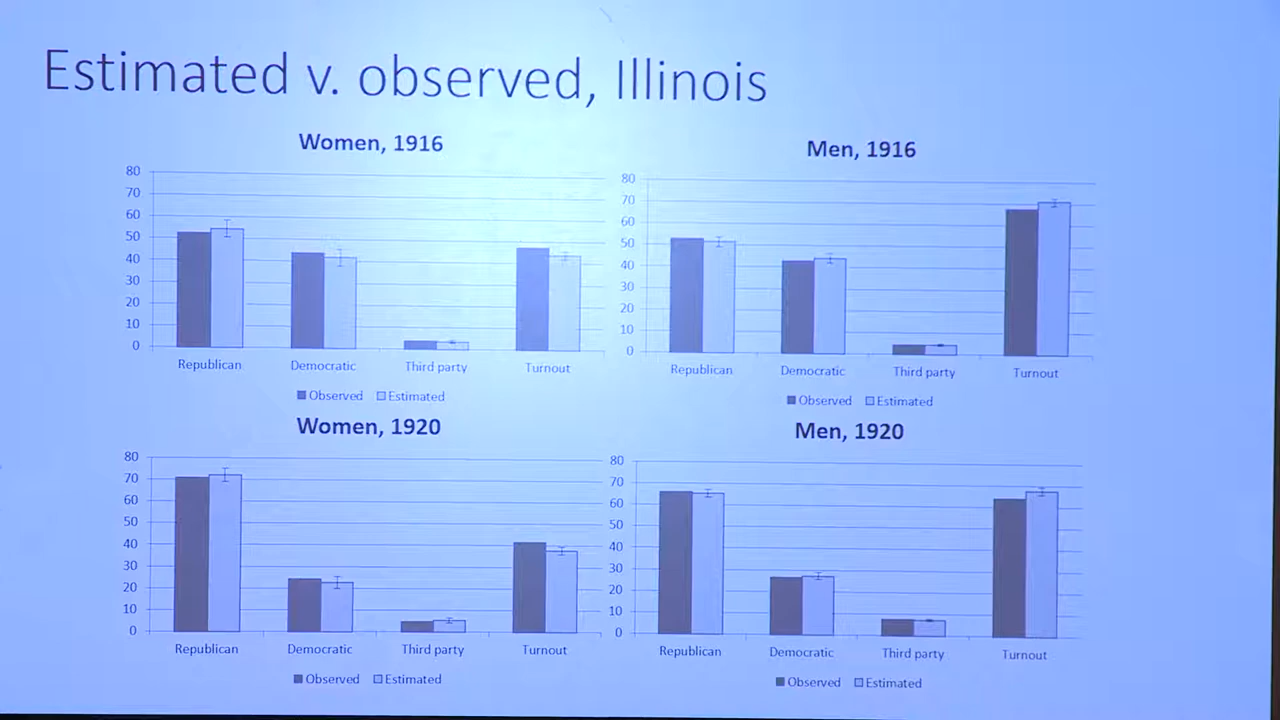 Estimated v. observed, Illinois
Women, 1916
80
70
60
50
40
30
20
10
0
Republican Democratic Third party Turnout
Observed Estimated
Men, 1916
80
70
60
50
40
30
20
10
0
Republican Democratic Third party Turnout
Observed Estimated
Women, 1920
80
70
60
50
40
30
20
10
0
Republican Democratic Third party Turnout
Observed Estimated
Men, 1920
80
70
60
50
40
30
20
10
0
Republican Democratic Third party Turnout
Observed Estimated